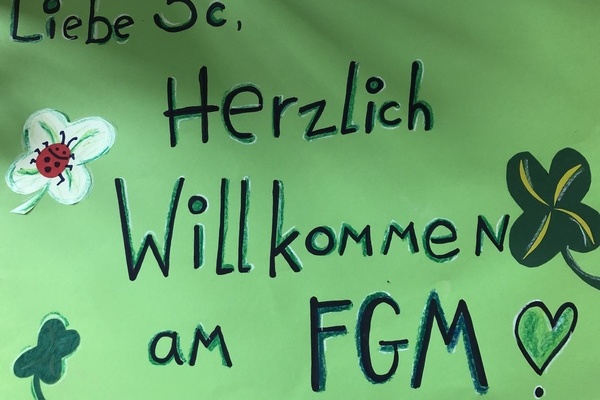 Liebe 5c,
Herzlich
Willkommen
am FGM!